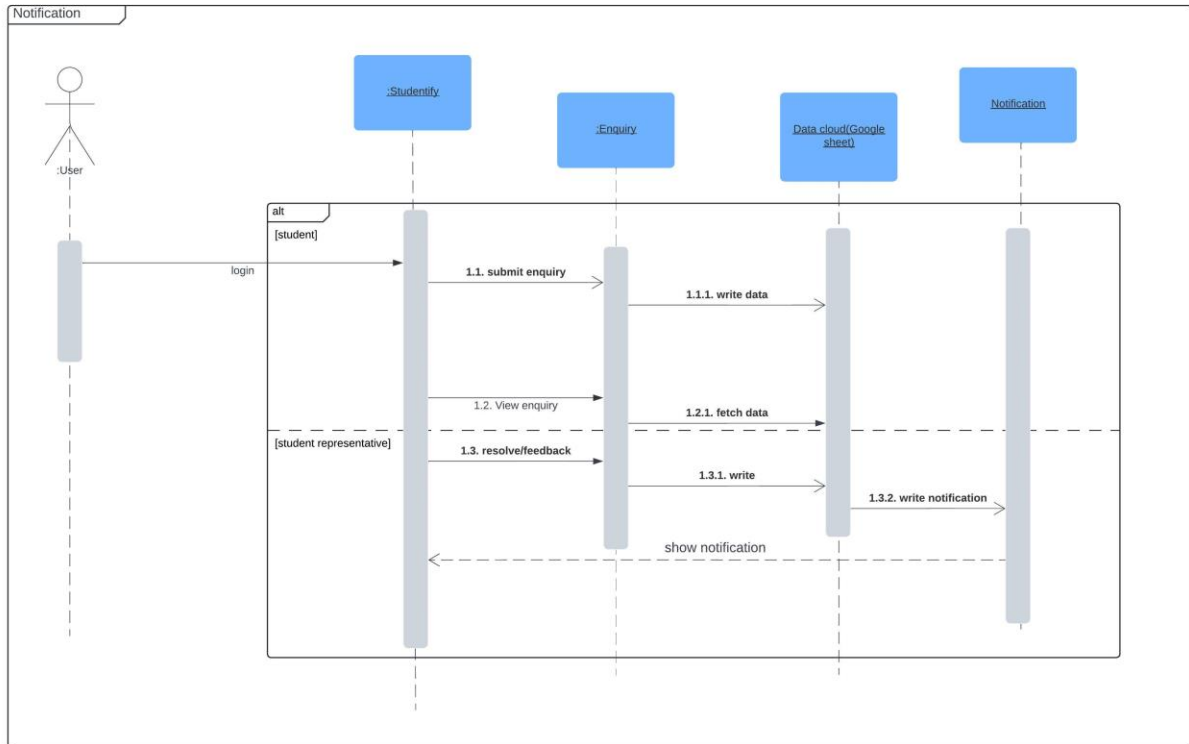 Notification
:Studentify
:Enquiry
Data cloud(Google
sheet)
Notification
:User
alt
[student]
login
1.1. submit enquiry
1.1.1. write data
1.2. View enquiry
1.2.1. fetch data
[student representative]
1.3. resolve/feedback
1.3.1. write
1.3.2. write notification
show notification